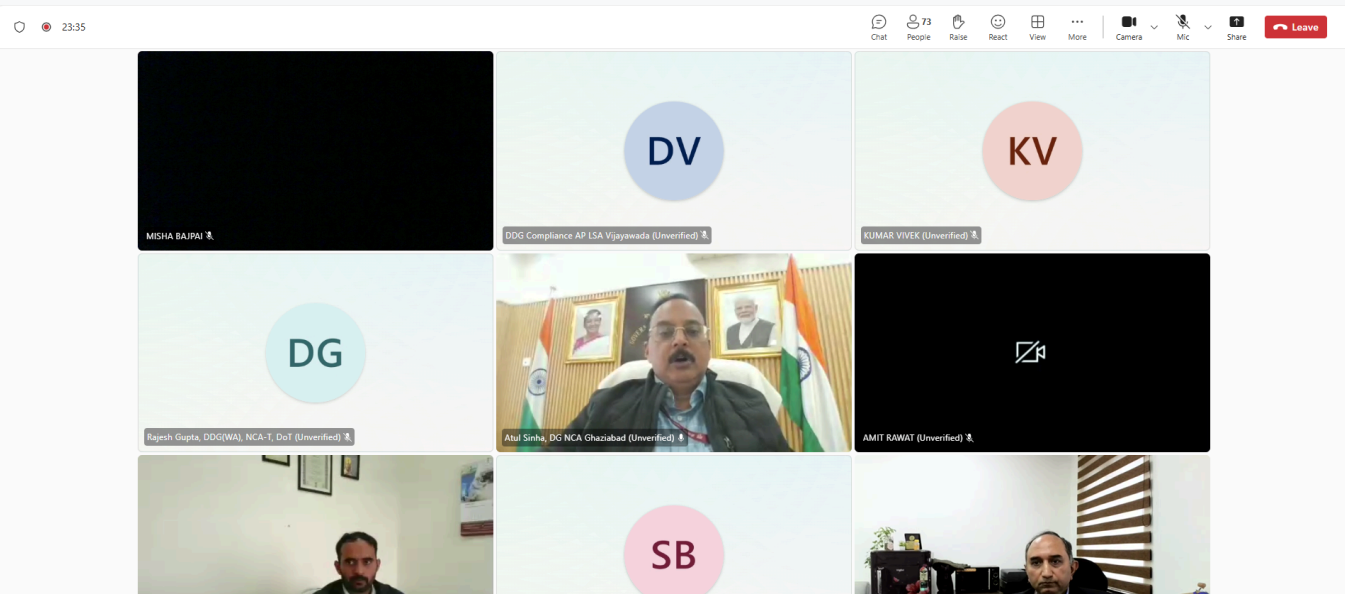 23:35
Chat
73
People
Raise
React
View
More
Camera
Mic
Share
Leave
MISHA BAJPAI
DV
DDG Compliance AP LSA Vijayawada (Unverified)
KV
KUMAR VIVEK (Unverified)
DG
Rajesh Gupta, DDG(WA), NCA-T, DoT (Unverified)
Atul Sinha, DG NCA Ghaziabad (Unverified)
AMIT RAWAT (Unverified)
SB